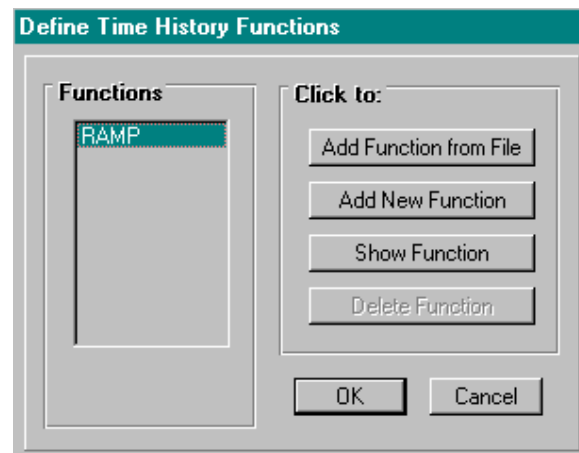 Define Time History Functions
Functions
RAMP
Click to:
Add Function from File
Add New Function
Show Function
Delete Function
OK
Cancel